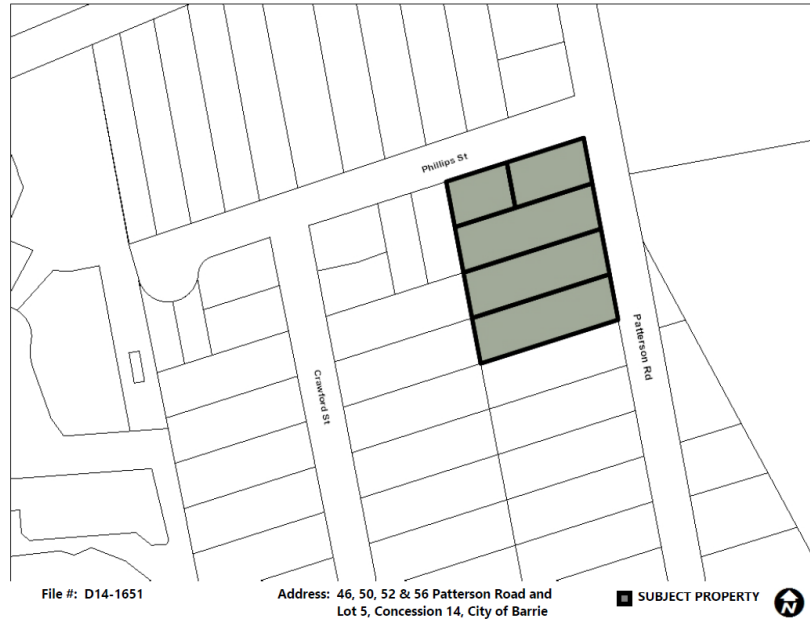 Phillips St
Patterson Rd
Crawford St
File #: D14-1651
Address: 46, 50, 52 & 56 Patterson Road and
Lot 5, Concession 14, City of Barrie
SUBJECT PROPERTY
N